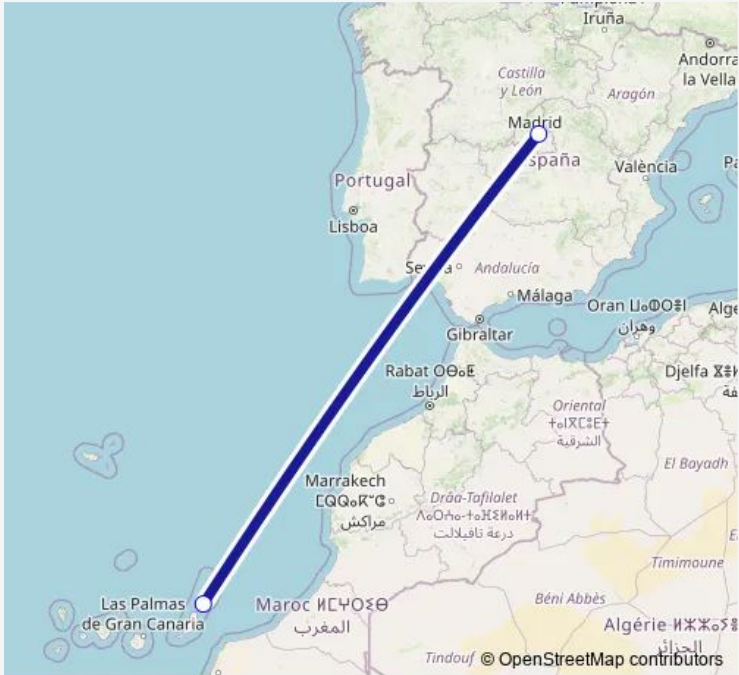 Iruña
Andorra
la Vella
Castilla
y León
Aragón
Madrid
spaña
València
Portugal
Lisboa
Andalucía
Málaga
Oran
وهران
Gibraltar
Rabat
الرباط
Djelfa
Oriental
الشرقية
El Bayadh
Marrakech
مراكش
Drâa-Tafilalet
درعة تافيلالت
Timimoune
Béni Abbès
Las Palmas
de Gran Canaria
Maroc
المغرب
Algérie
الجزائر
Tindouf
© OpenStreetMap contributors